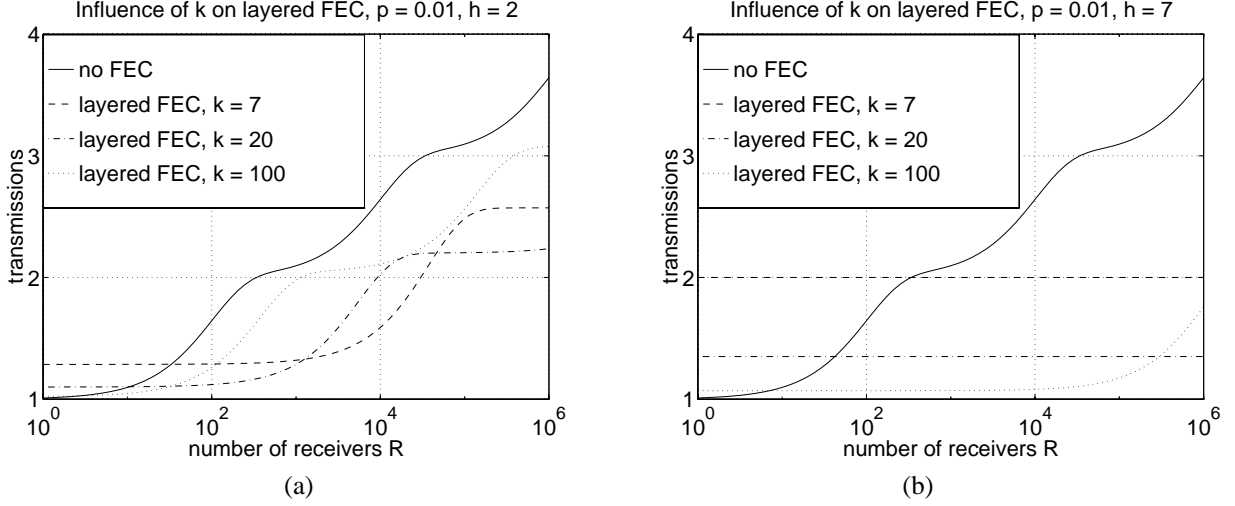 Influence of k on layered FEC, p = 0.01, h = 2
4
3
2
1
transmissions
no FEC
layered FEC, k = 7
layered FEC, k = 20
layered FEC, k = 100
10^0
10^2
10^4
10^6
number of receivers R
(a)
Influence of k on layered FEC, p = 0.01, h = 7
4
3
2
1
transmissions
no FEC
layered FEC, k = 7
layered FEC, k = 20
layered FEC, k = 100
10^0
10^2
10^4
10^6
number of receivers R
(b)